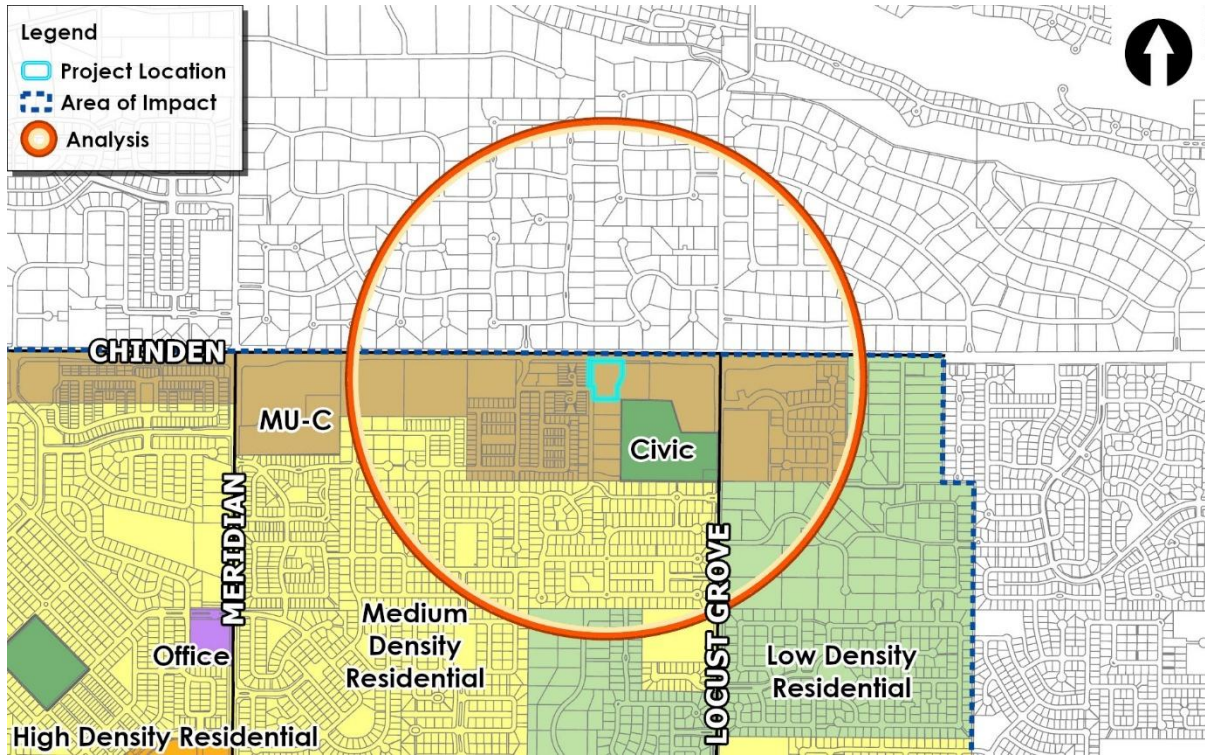 Legend
Project Location
Area of Impact
Analysis
CHINDEN
MU-C
Civic
MERIDIAN
LOCUST GROVE
Medium
Density
Residential
Office
Low Density
Residential
High Density Residential